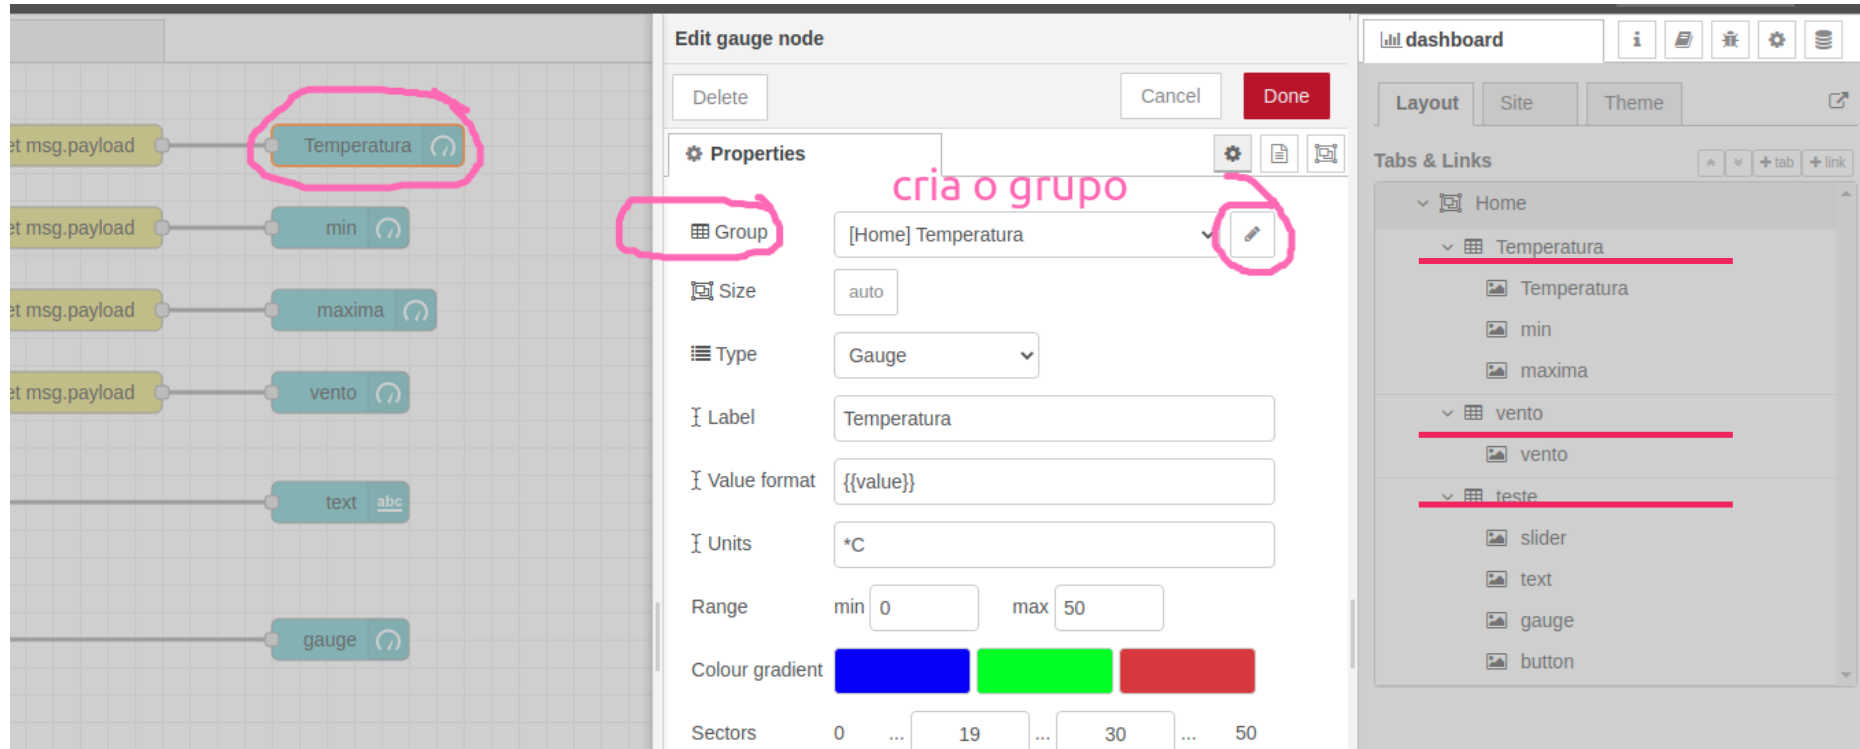 Edit gauge node
Delete
Cancel
Done
Properties
cria o grupo
Group
[Home] Temperatura
Size
auto
Type
Gauge
Label
Temperatura
Value format
{{value}}
Units
*C
Range
min 0
max 50
Colour gradient
Sectors
0 ... 19 ... 30 ... 50
et msg.payload
Temperatura
et msg.payload
min
et msg.payload
maxima
et msg.payload
vento
text abc
gauge
dashboard
i
Layout
Site
Theme
Tabs & Links
+ tab
+ link
Home
Temperatura
Temperatura
min
maxima
vento
vento
teste
slider
text
gauge
button